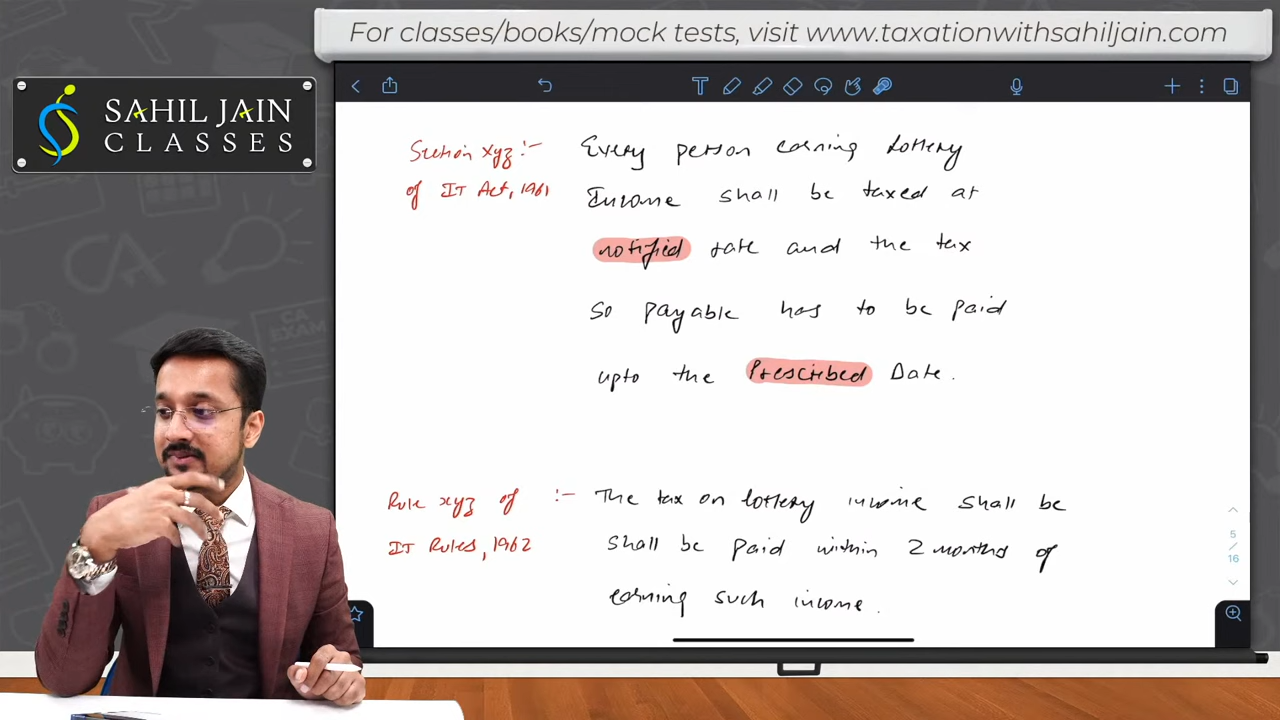 For classes/books/mock tests, visit www.taxationwithsahiljain.com
SAHIL JAIN
CLASSES
Section xyz :-
of IT Act, 1961
Every person earning lottery
Income shall be taxed at
notified rate and the tax
so payable has to be paid
upto the Prescribed Date.
Rule xyz of :-
IT Rules, 1962
The tax on lottery income shall be
shall be paid within 2 months of
earning such income.
5
/
16